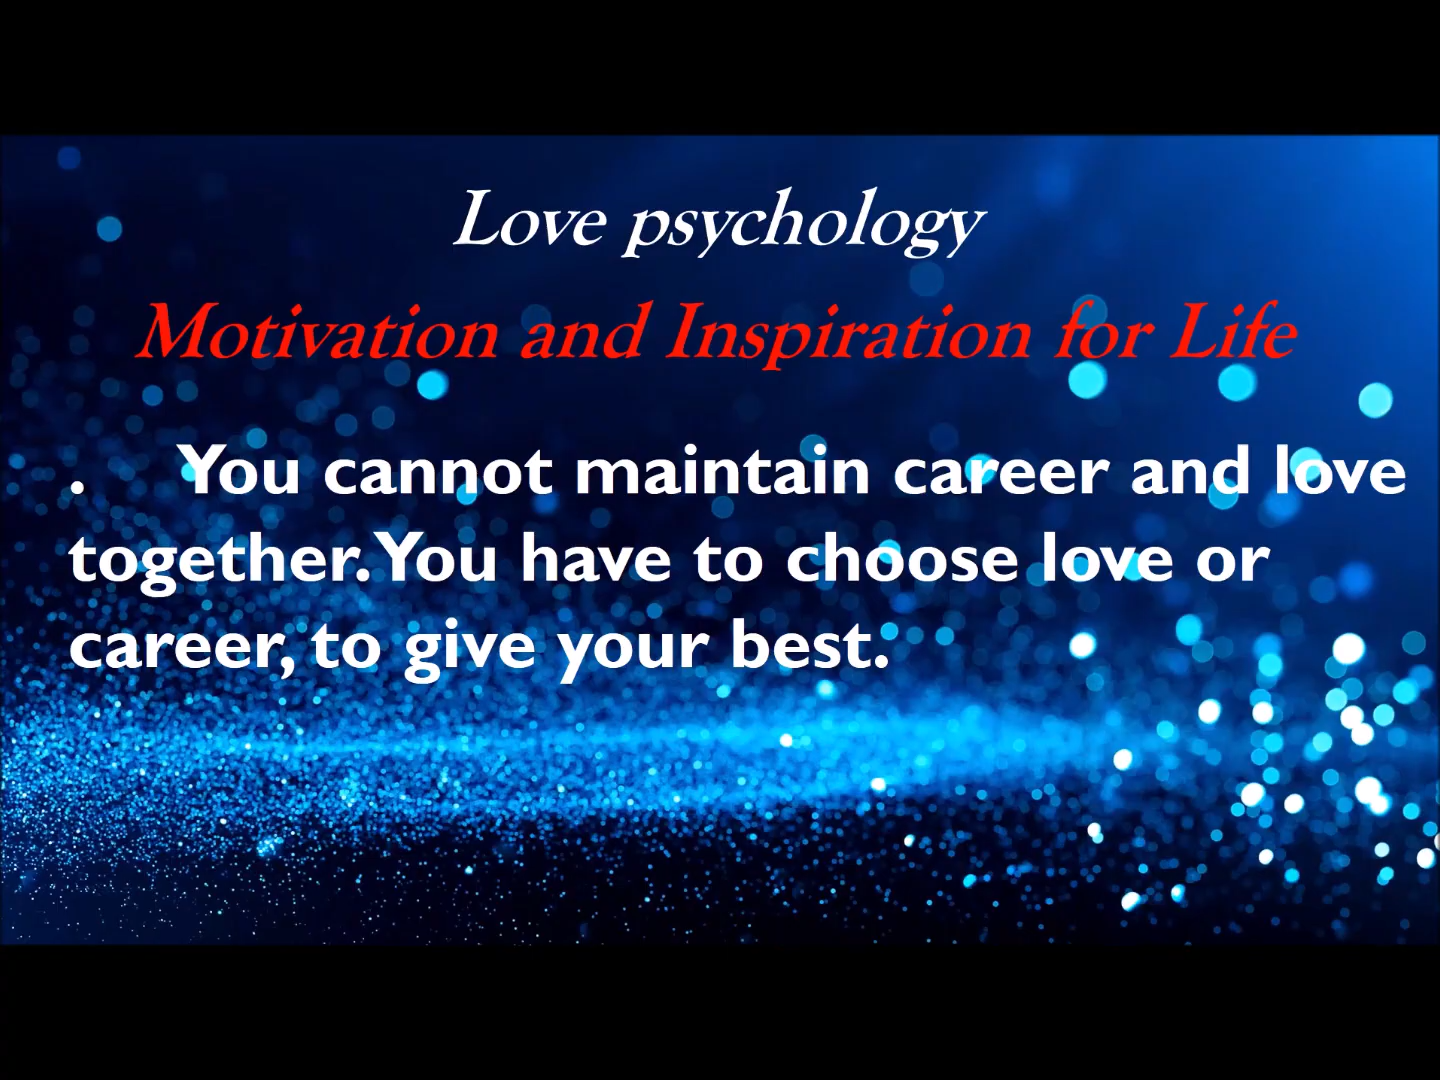 Love psychology
Motivation and Inspiration for Life
. You cannot maintain career and love
together. You have to choose love or
career, to give your best.